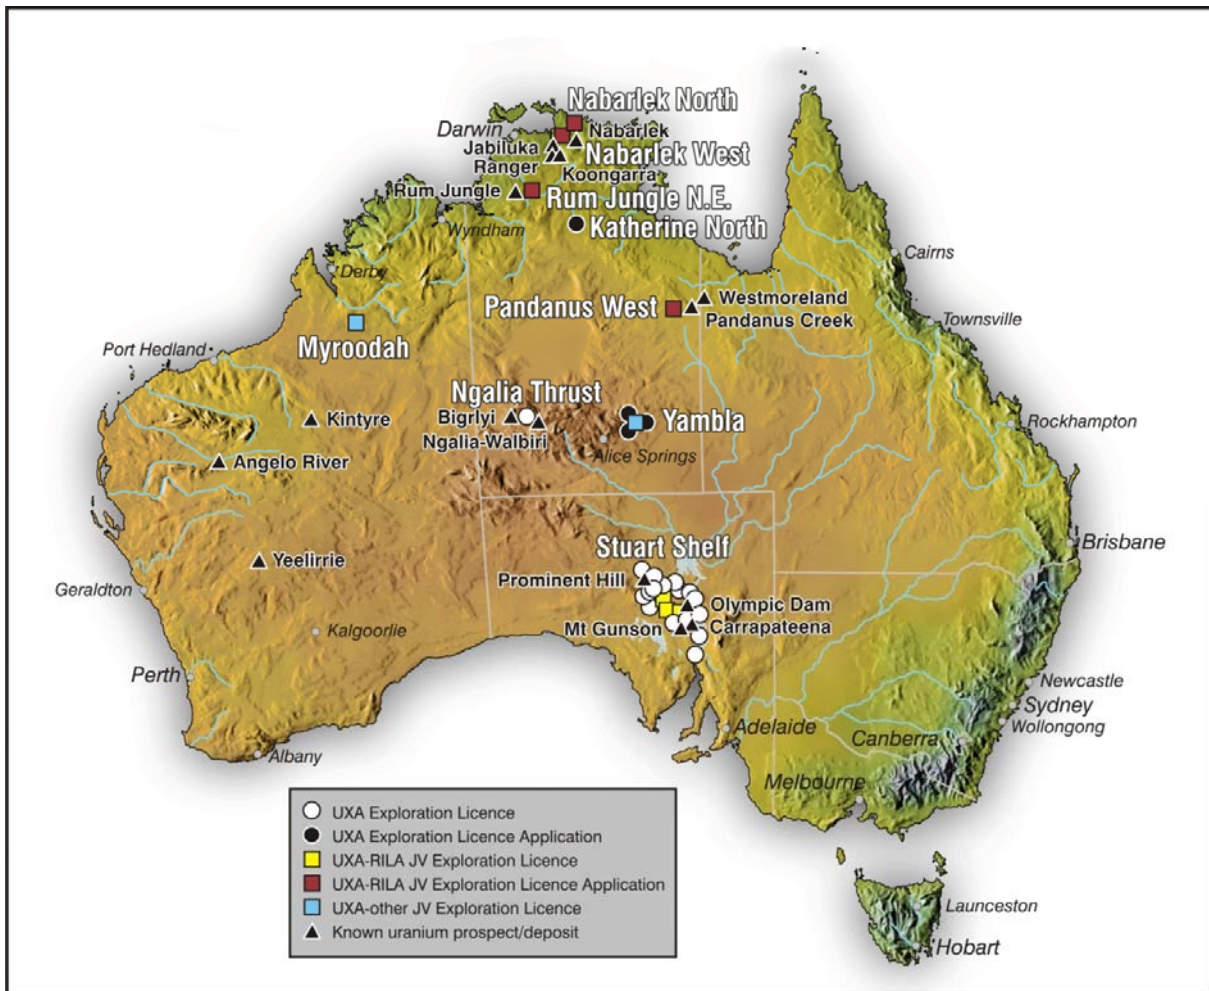 Nabarlek North
Darwin
Nabarlek
Jabiluka
Nabarlek West
Ranger
Koongarra
Rum Jungle
Rum Jungle N.E.
Wyndham
Katherine North
Cairns
Derby
Pandanus West
Westmoreland
Pandanus Creek
Townsville
Myroodah
Port Hedland
Ngalia Thrust
Kintyre
Bigrlyi
Yambla
Rockhampton
Ngalia-Walbiri
Alice Springs
Angelo River
Stuart Shelf
Brisbane
Yeelirrie
Prominent Hill
Geraldton
Olympic Dam
Kalgoorlie
Mt Gunson
Carrapateena
Perth
Newcastle
Sydney
Adelaide
Wollongong
Canberra
Albany
Melbourne
UXA Exploration Licence
UXA Exploration Licence Application
UXA-RILA JV Exploration Licence
UXA-RILA JV Exploration Licence Application
UXA-other JV Exploration Licence
Known uranium prospect/deposit
Launceston
Hobart